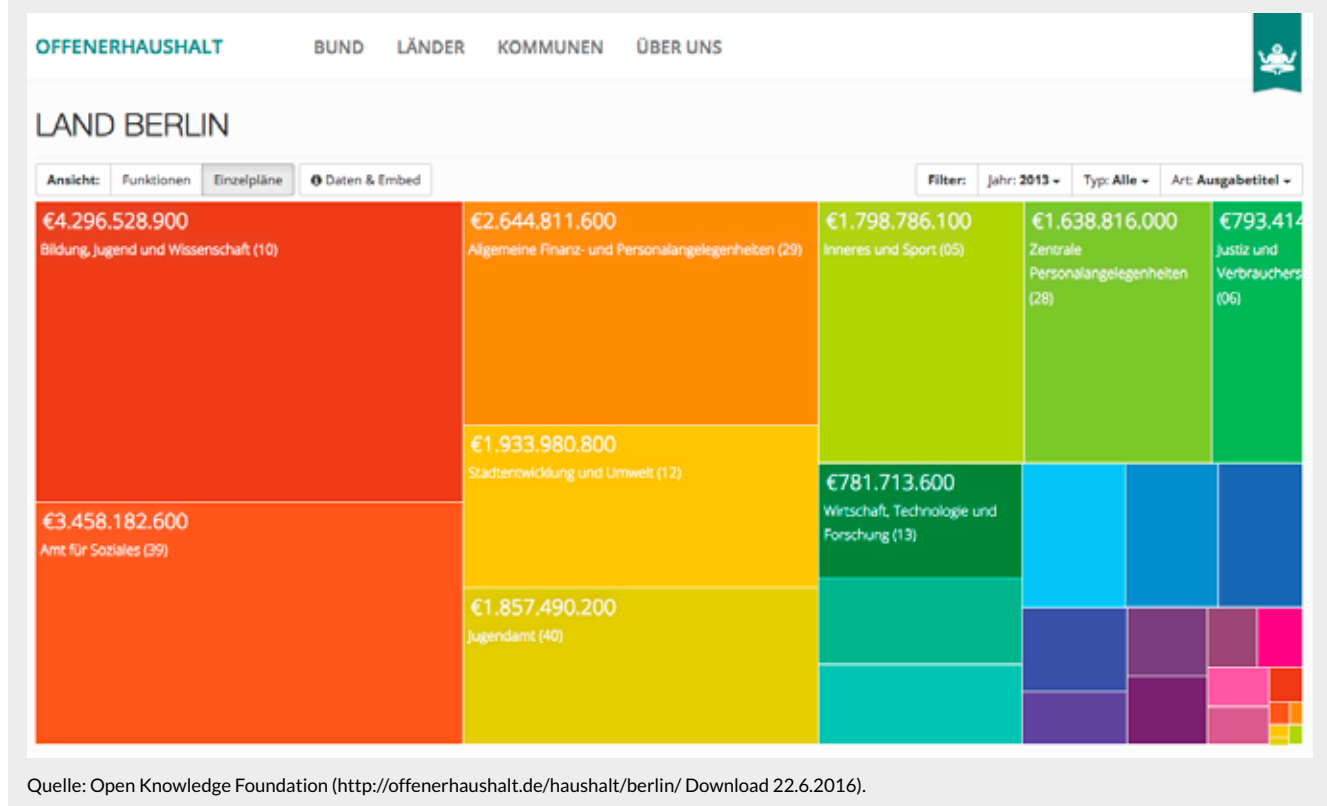 OFFENERHAUSHALT BUND LÄNDER KOMMUNEN ÜBER UNS
LAND BERLIN
Ansicht: Funktionen Einzelpläne Daten & Embed Filter: Jahr: 2013 Typ: Alle Art: Ausgabetitel
€4.296.528.900
Bildung, Jugend und Wissenschaft (10)
€3.458.182.600
Amt für Soziales (39)
€2.644.811.600
Allgemeine Finanz- und Personalangelegenheiten (29)
€1.933.980.800
Stadtentwicklung und Umwelt (12)
€1.857.490.200
Jugendamt (40)
€1.798.786.100
Inneres und Sport (05)
€781.713.600
Wirtschaft, Technologie und
Forschung (13)
€1.638.816.000
Zentrale
Personalangelegenheiten
(28)
€793.414
Justiz und
Verbrauchers
(06)
Quelle: Open Knowledge Foundation (http://offenerhaushalt.de/haushalt/berlin/ Download 22.6.2016).